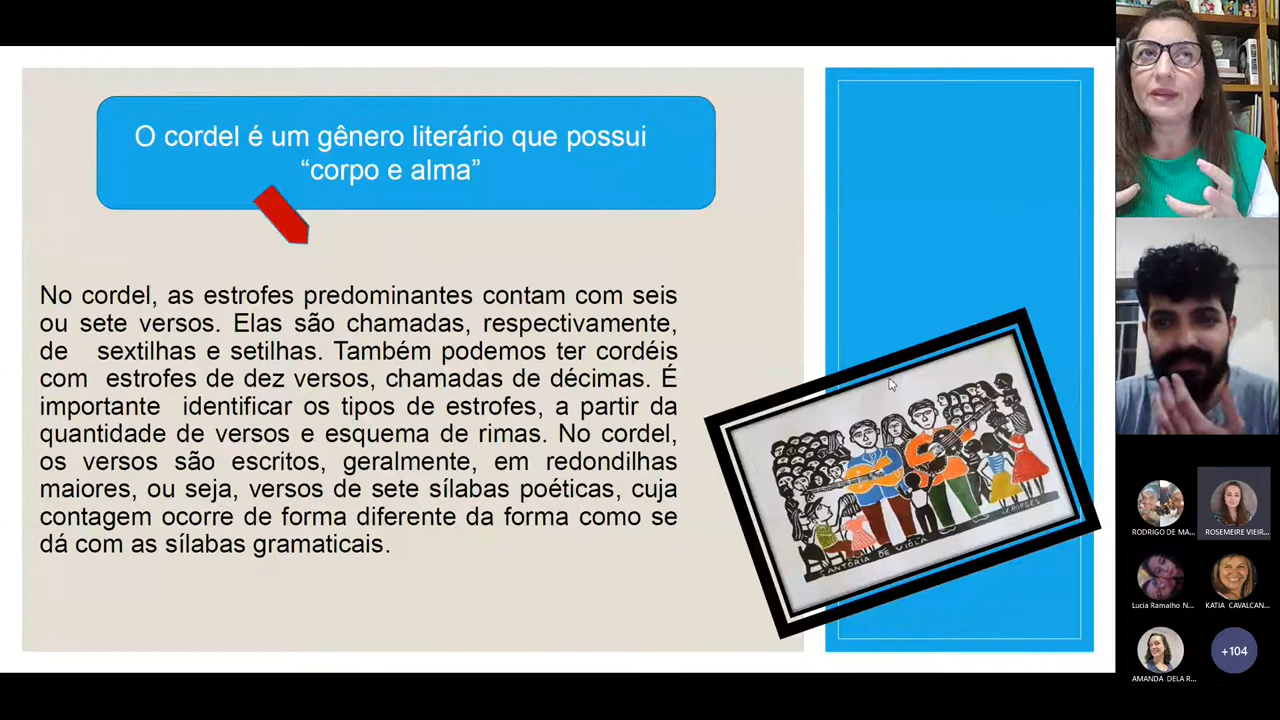 O cordel é um gênero literário que possui
“corpo e alma”
No cordel, as estrofes predominantes contam com seis
ou sete versos. Elas são chamadas, respectivamente,
de sextilhas e setilhas. Também podemos ter cordéis
com estrofes de dez versos, chamadas de décimas. É
importante identificar os tipos de estrofes, a partir da
quantidade de versos e esquema de rimas. No cordel,
os versos são escritos, geralmente, em redondilhas
maiores, ou seja, versos de sete sílabas poéticas, cuja
contagem ocorre de forma diferente da forma como se
dá com as sílabas gramaticais.
CANTORIA DE VIOLA
J. BORGES
RODRIGO DE MA...
ROSEMEIRE VIEIR...
Lucia Ramalho N...
KATIA CAVALCAN...
AMANDA DELA R...
+104